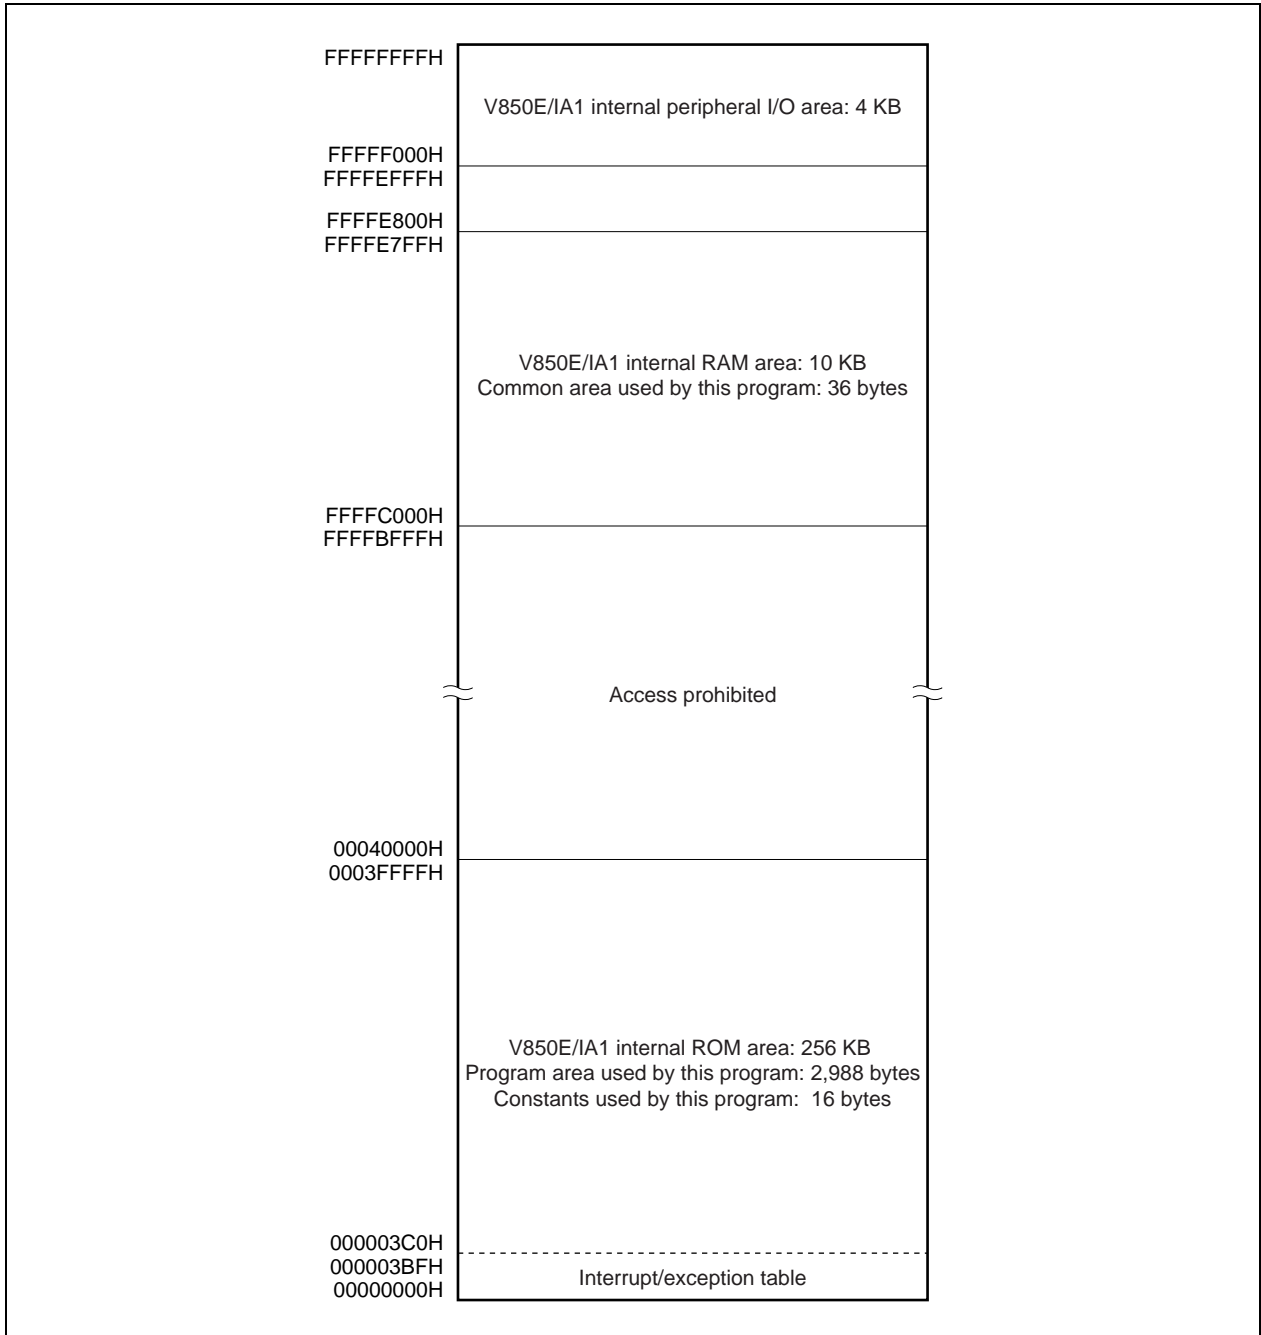 FFFFFFFFH
V850E/IA1 internal peripheral I/O area: 4 KB
FFFFF000H
FFFFEFFFH
FFFFE800H
FFFFE7FFH
V850E/IA1 internal RAM area: 10 KB
Common area used by this program: 36 bytes
FFFFC000H
FFFFBFFFH
Access prohibited
00040000H
0003FFFFH
V850E/IA1 internal ROM area: 256 KB
Program area used by this program: 2,988 bytes
Constants used by this program: 16 bytes
000003C0H
000003BFH
Interrupt/exception table
00000000H